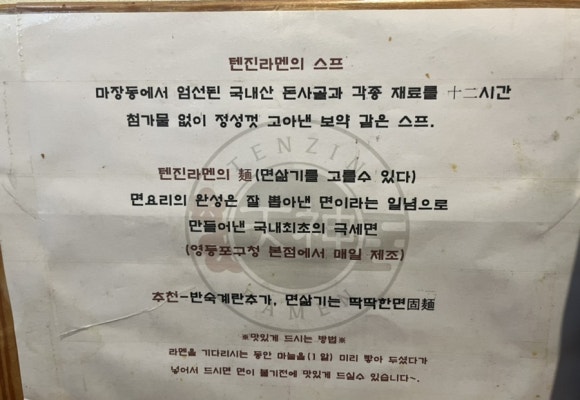 텐진라멘의 스프
마장동에서 엄선된 국내산 돈사골과 각종 재료를 十二시간
첨가물 없이 정성껏 고아낸 보약 같은 스프.
텐진라멘의 麵(면삶기를 고를수 있다)
면요리의 완성은 잘 뽑아낸 면이라는 일념으로
만들어낸 국내최초의 극세면
(영등포구청 본점에서 매일 제조)
추천-반숙계란추가, 면삶기는 딱딱한면固麵
※맛있게 드시는 방법※
라멘을 기다리시는 동안 마늘을(1알) 미리 빻아 두셨다가
넣어서 드시면 면이 불기전에 맛있게 드실수 있습니다~.
TENZIN
天神
RAMEN